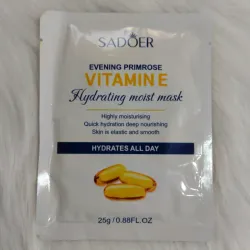 SADOER
EVENING PRIMROSE
VITAMIN E
Hydrating moist mask
Highly moisturising
Quick hydration deep nourishing
Skin is elastic and smooth
HYDRATES ALL DAY
25g / 0.88FL.OZ